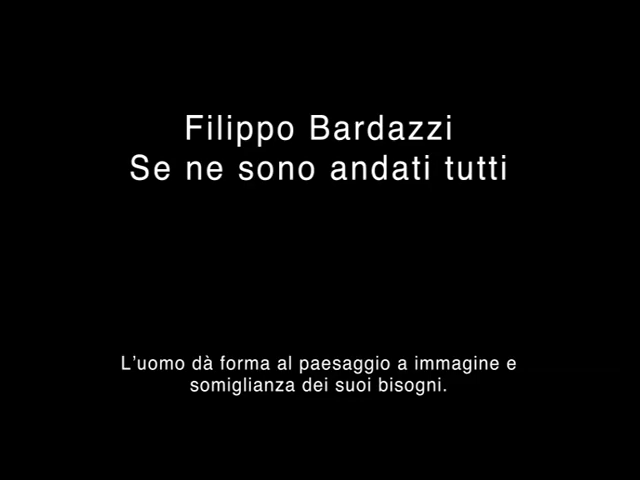 Filippo Bardazzi
Se ne sono andati tutti
L’uomo dà forma al paesaggio a immagine e
somiglianza dei suoi bisogni.